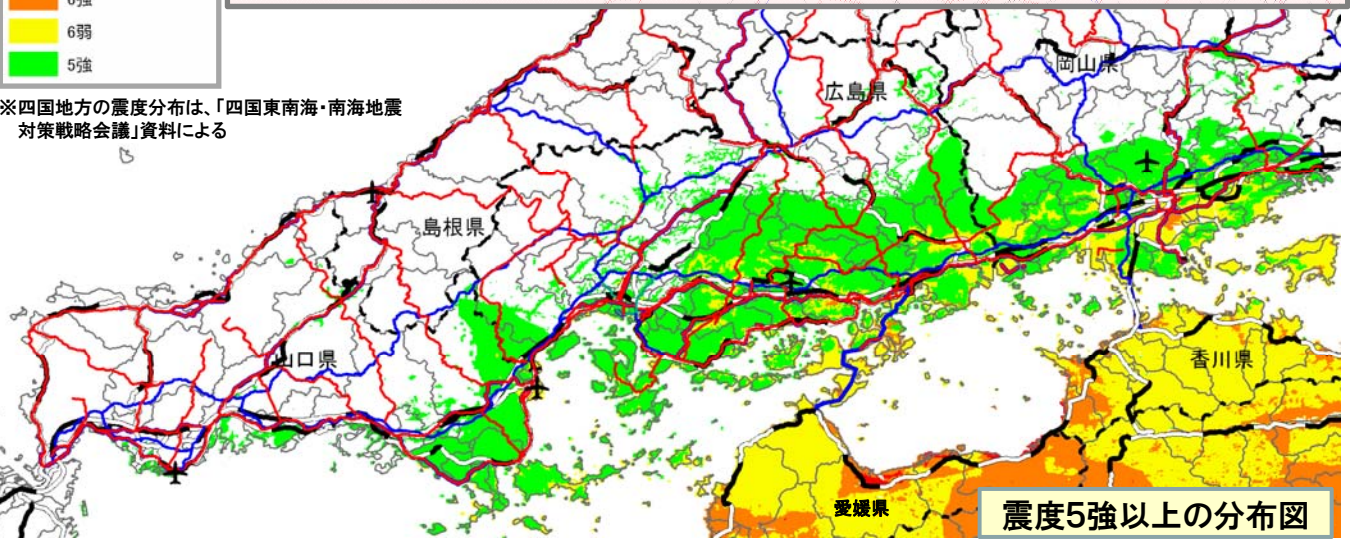 6強
6弱
5強
※四国地方の震度分布は、「四国東南海・南海地震
対策戦略会議」資料による
岡山県
広島県
島根県
山口県
香川県
愛媛県
震度5強以上の分布図